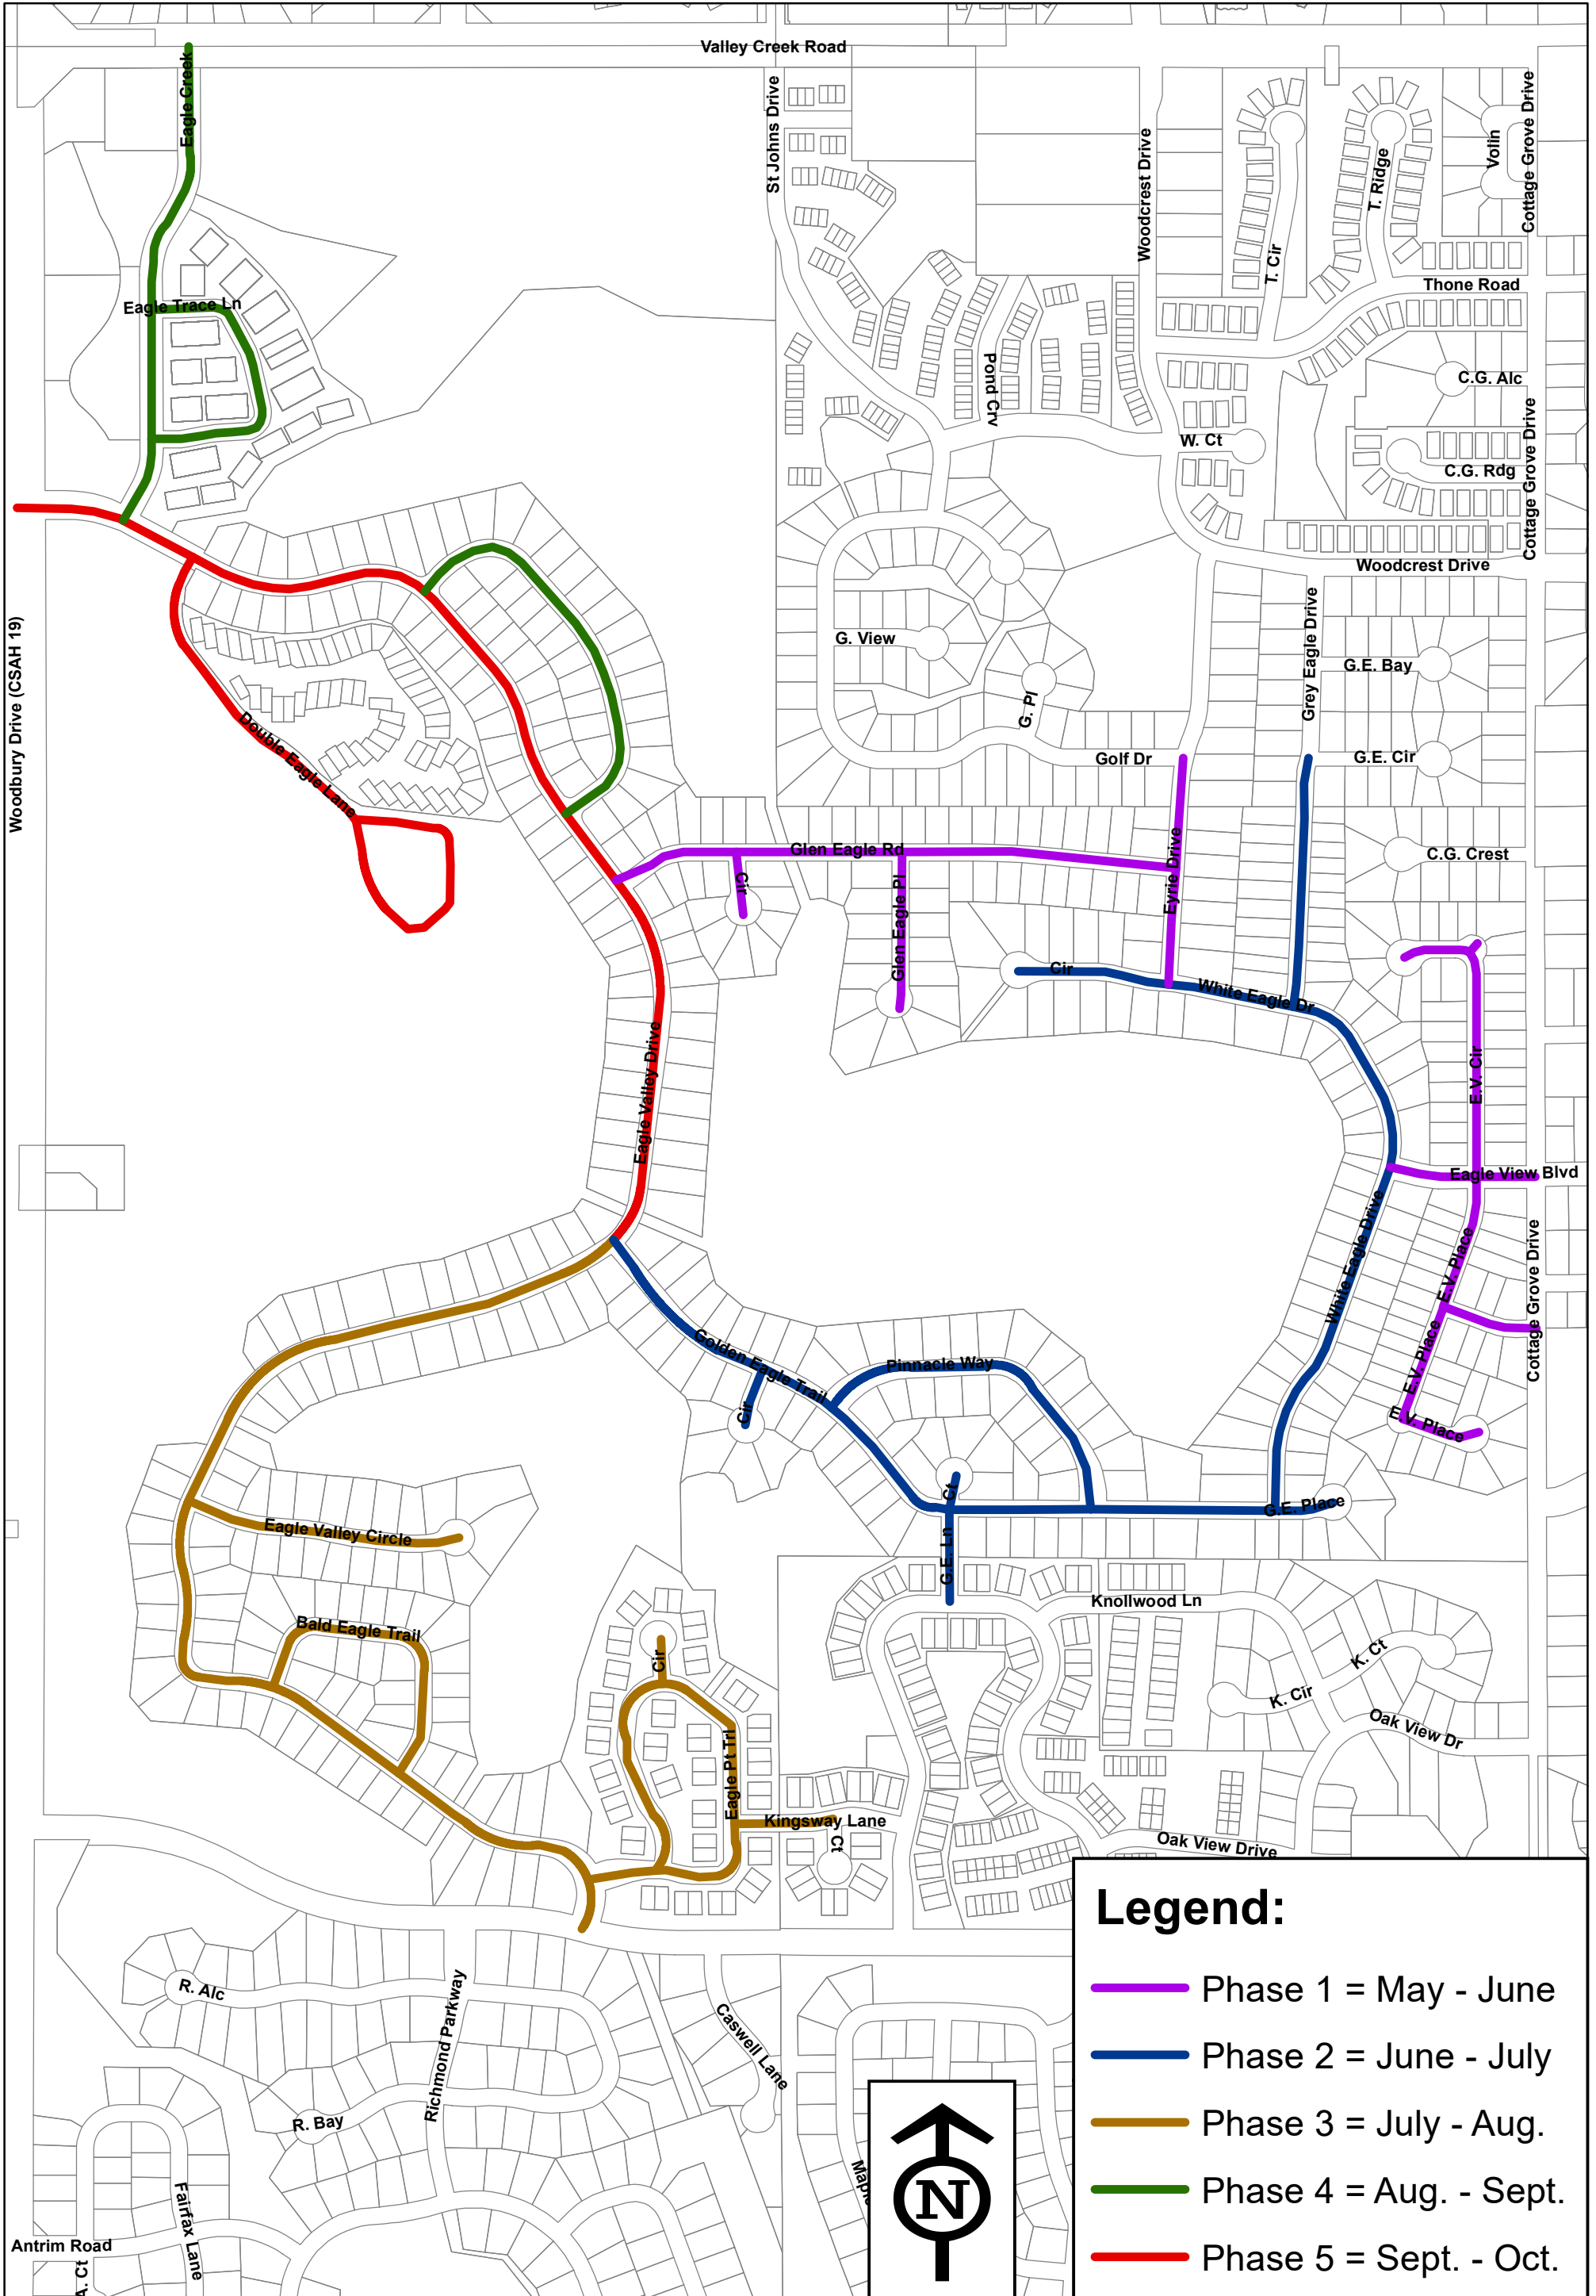 Valley Creek Road
Eagle Creek
St Johns Drive
Woodcrest Drive
T. Cir
T. Ridge
Volin
Cottage Grove Drive
Thone Road
Eagle Trace Ln
Pond Crv
C.G. Alc
W. Ct
C.G. Rdg
Cottage Grove Drive
Woodcrest Drive
Woodbury Drive (CSAH 19)
G. View
G. Pl
Grey Eagle Drive
G.E. Bay
Double Eagle Lane
Golf Dr
G.E. Cir
Glen Eagle Rd
Cir
Glen Eagle Pl
Eyrie Drive
C.G. Crest
Cir
White Eagle Dr
Eagle Valley Drive
E.V. Cir
Eagle View Blvd
White Eagle Drive
E.V. Place
Cottage Grove Drive
E.V. Place
E.V. Place
Golden Eagle Trail
Pinnacle Way
Cir
Ct
G.E. Place
G.E. Ln
Eagle Valley Circle
Bald Eagle Trail
Knollwood Ln
K. Ct
K. Cir
Oak View Dr
Cir
Eagle Pt Trl
Kingsway Lane
Ct
Oak View Drive
R. Alc
Richmond Parkway
Caswell Lane
R. Bay
Fairfax Lane
Antrim Road
A. Ct
Maple
N
Legend:
Phase 1 = May - June
Phase 2 = June - July
Phase 3 = July - Aug.
Phase 4 = Aug. - Sept.
Phase 5 = Sept. - Oct.